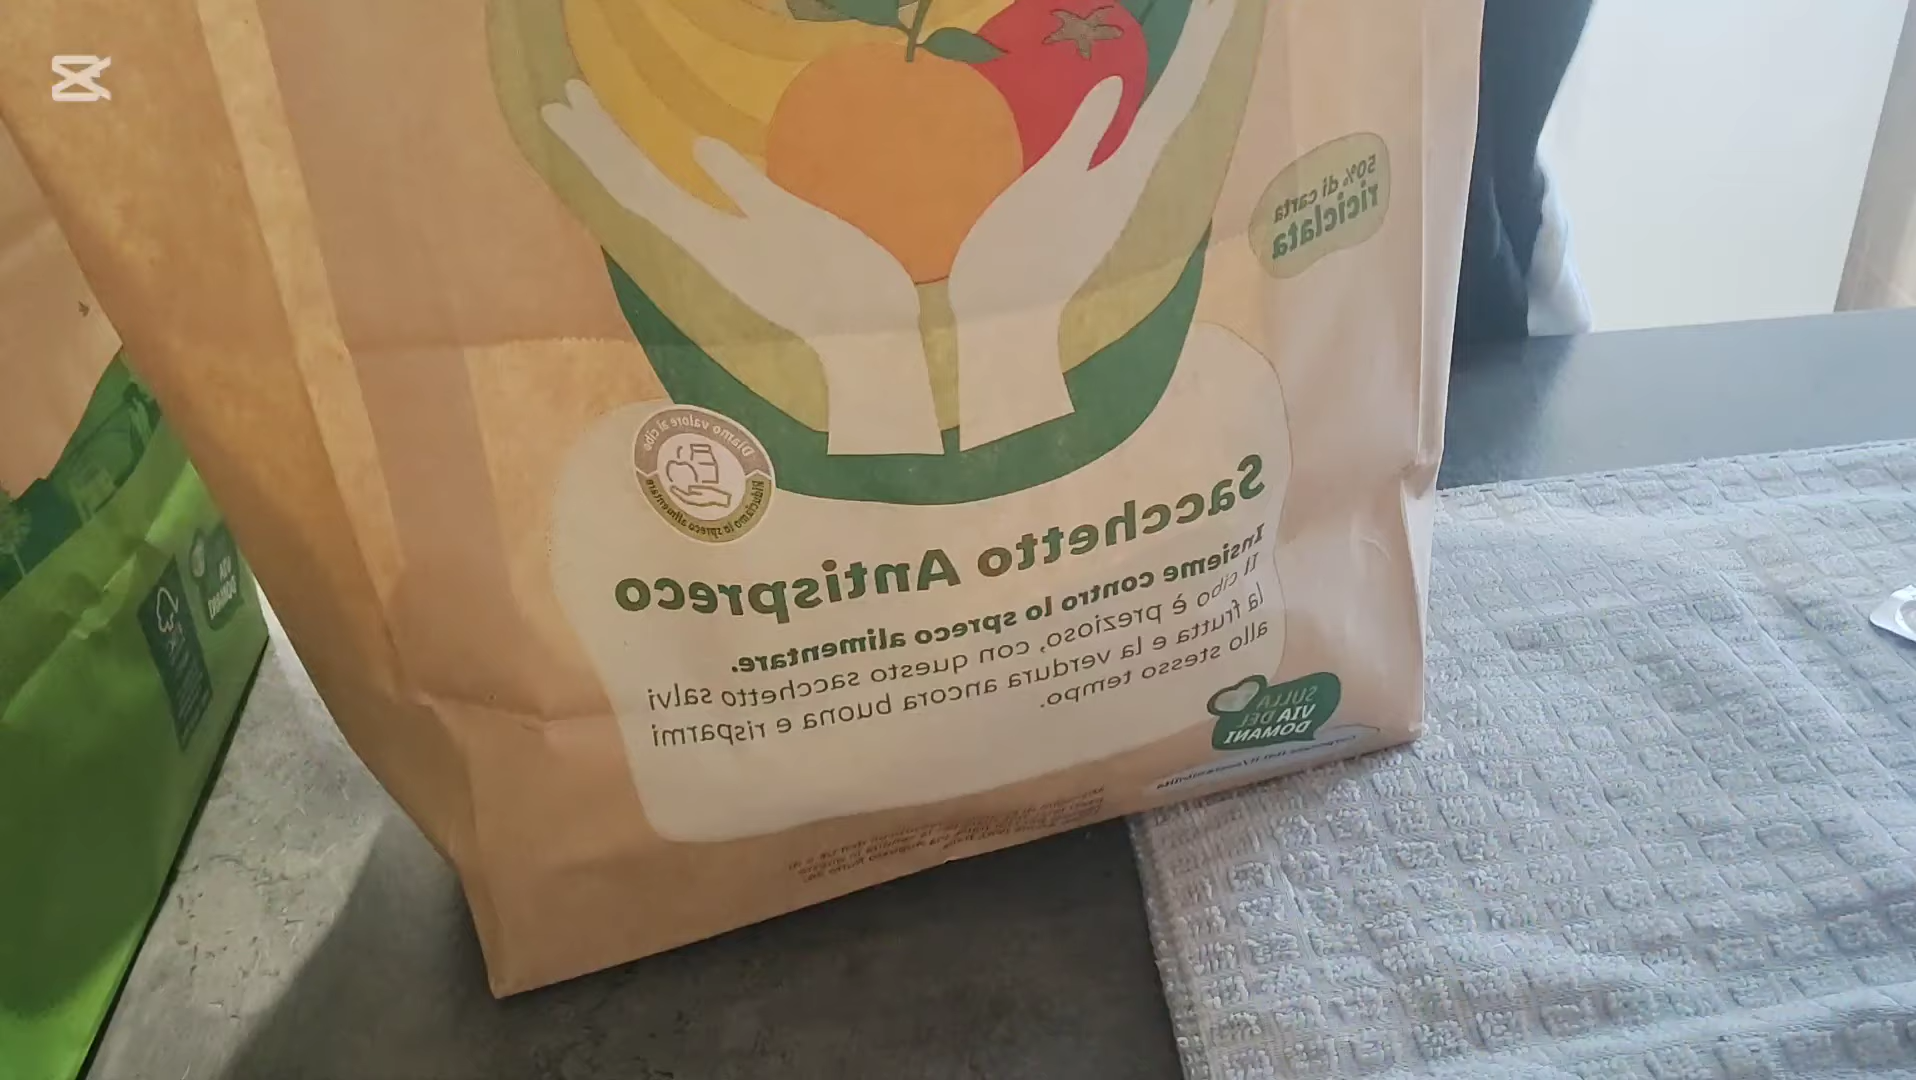 50% di carta
riciclata
Diamo valore al cibo
Riduciamo lo spreco alimentare
Sacchetto Antispreco
Insieme contro lo spreco alimentare.
Il cibo è prezioso, con questo sacchetto salvi
la frutta e la verdura ancora buona e risparmi
allo stesso tempo.
SULLA
VIA DEL
DOMANI